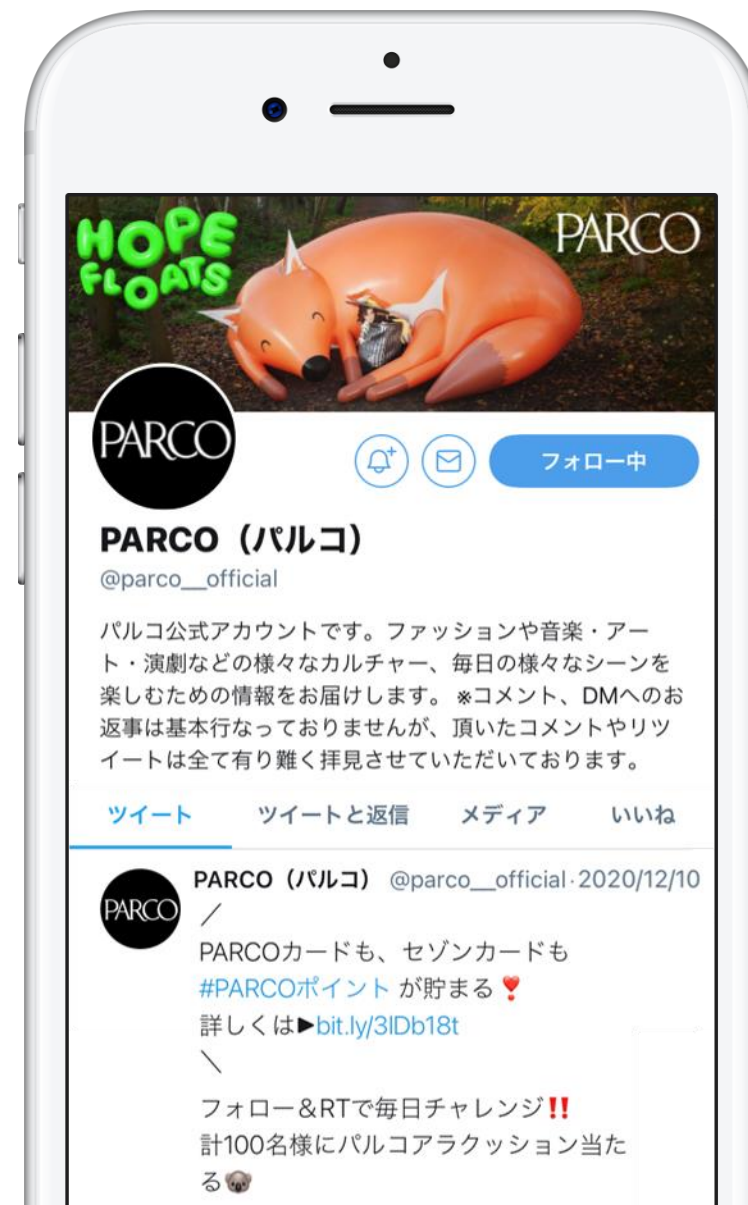 HOPE
FLOATS
PARCO
PARCO
フォロー中
PARCO（パルコ）
@parco__official
パルコ公式アカウントです。ファッションや音楽・アー
ト・演劇などの様々なカルチャー、毎日の様々なシーンを
楽しむための情報をお届けします。 ※コメント、DMへのお
返事は基本行なっておりませんが、頂いたコメントやリツ
イートは全て有り難く拝見させていただいております。
ツイート ツイートと返信 メディア いいね
PARCO（パルコ） @parco__official·2020/12/10
PARCO
／
PARCOカードも、セゾンカードも
#PARCOポイント が貯まる❣️
詳しくは▶bit.ly/3lDb18t
＼
フォロー＆RTで毎日チャレンジ‼️
計100名様にパルコアラクッション当た
る🐨